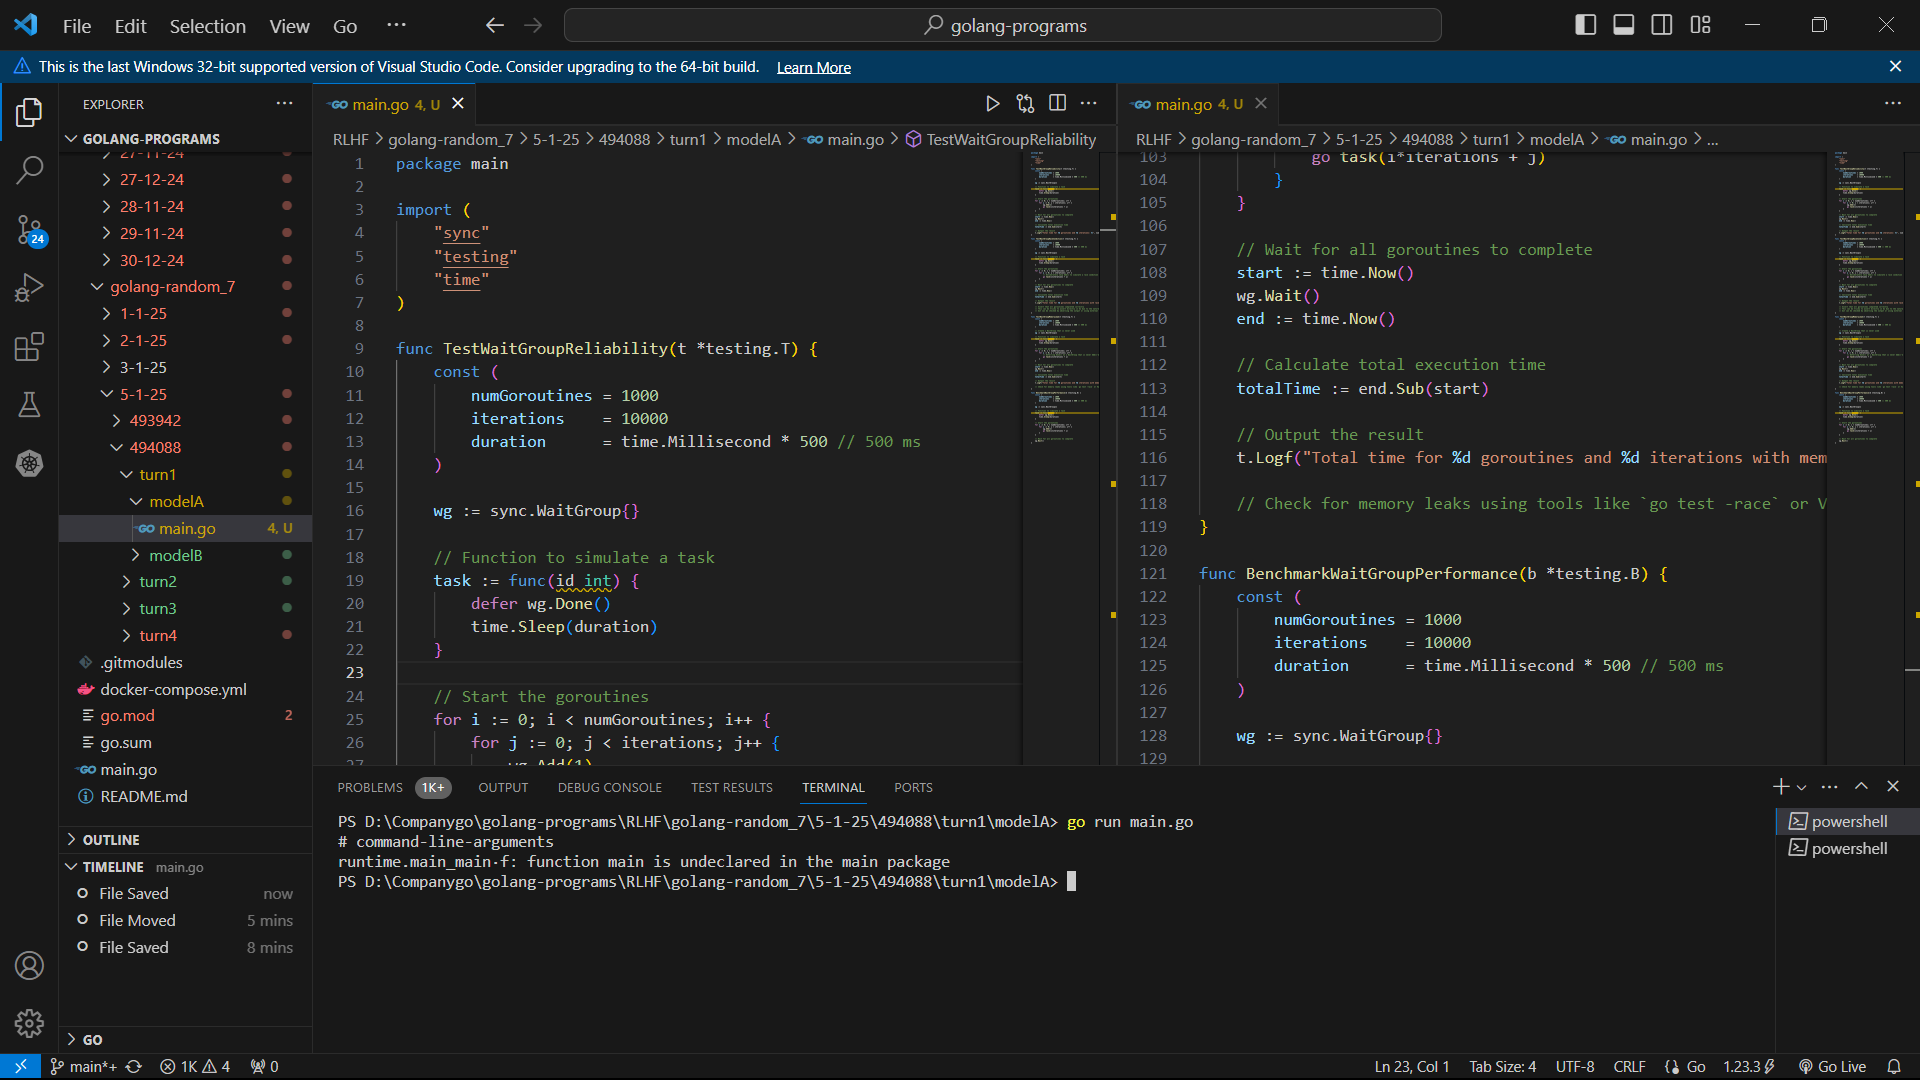 File Edit Selection View Go ···
golang-programs
This is the last Windows 32-bit supported version of Visual Studio Code. Consider upgrading to the 64-bit build. Learn More
EXPLORER ···
GOLANG-PROGRAMS
27-11-24
27-12-24
28-11-24
29-11-24
30-12-24
golang-random_7
1-1-25
2-1-25
3-1-25
5-1-25
493942
494088
turn1
modelA
main.go 4, U
modelB
turn2
turn3
turn4
.gitmodules
docker-compose.yml
go.mod 2
go.sum
main.go
README.md
OUTLINE
TIMELINE main.go
File Saved now
File Moved 5 mins
File Saved 8 mins
GO
24
main.go 4, U
RLHF > golang-random_7 > 5-1-25 > 494088 > turn1 > modelA > main.go > TestWaitGroupReliability
1 package main
2
3 import (
4 "sync"
5 "testing"
6 "time"
7 )
8
9 func TestWaitGroupReliability(t *testing.T) {
10 const (
11 numGoroutines = 1000
12 iterations = 10000
13 duration = time.Millisecond * 500 // 500 ms
14 )
15
16 wg := sync.WaitGroup{}
17
18 // Function to simulate a task
19 task := func(id int) {
20 defer wg.Done()
21 time.Sleep(duration)
22 }
23
24 // Start the goroutines
25 for i := 0; i < numGoroutines; i++ {
26 for j := 0; j < iterations; j++ {
27 wg.Add(1)
main.go 4, U
RLHF > golang-random_7 > 5-1-25 > 494088 > turn1 > modelA > main.go > ...
103 go task(i*iterations + j)
104 }
105 }
106
107 // Wait for all goroutines to complete
108 start := time.Now()
109 wg.Wait()
110 end := time.Now()
111
112 // Calculate total execution time
113 totalTime := end.Sub(start)
114
115 // Output the result
116 t.Logf("Total time for %d goroutines and %d iterations with mem
117
118 // Check for memory leaks using tools like `go test -race` or V
119 }
120
121 func BenchmarkWaitGroupPerformance(b *testing.B) {
122 const (
123 numGoroutines = 1000
124 iterations = 10000
125 duration = time.Millisecond * 500 // 500 ms
126 )
127
128 wg := sync.WaitGroup{}
129
PROBLEMS 1K+ OUTPUT DEBUG CONSOLE TEST RESULTS TERMINAL PORTS
PS D:\Companygo\golang-programs\RLHF\golang-random_7\5-1-25\494088\turn1\modelA> go run main.go
# command-line-arguments
runtime.main_main·f: function main is undeclared in the main package
PS D:\Companygo\golang-programs\RLHF\golang-random_7\5-1-25\494088\turn1\modelA>
powershell
powershell
main*+ 1K 4 0 Ln 23, Col 1 Tab Size: 4 UTF-8 CRLF Go 1.23.3 Go Live